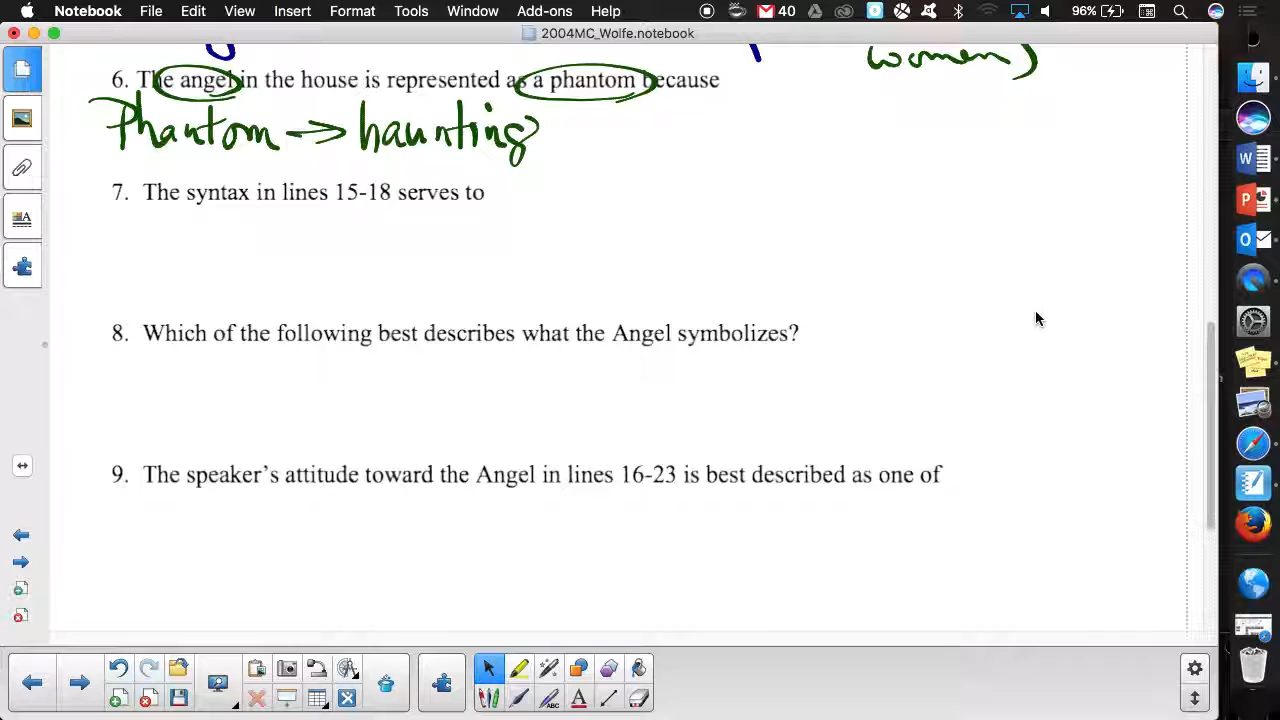 Notebook File Edit View Insert Format Tools Window Add-ons Help 40 96%
2004MC_Wolfe.notebook
women)
6. The angel in the house is represented as a phantom because
Phantom → haunting
7. The syntax in lines 15-18 serves to
8. Which of the following best describes what the Angel symbolizes?
9. The speaker's attitude toward the Angel in lines 16-23 is best described as one of